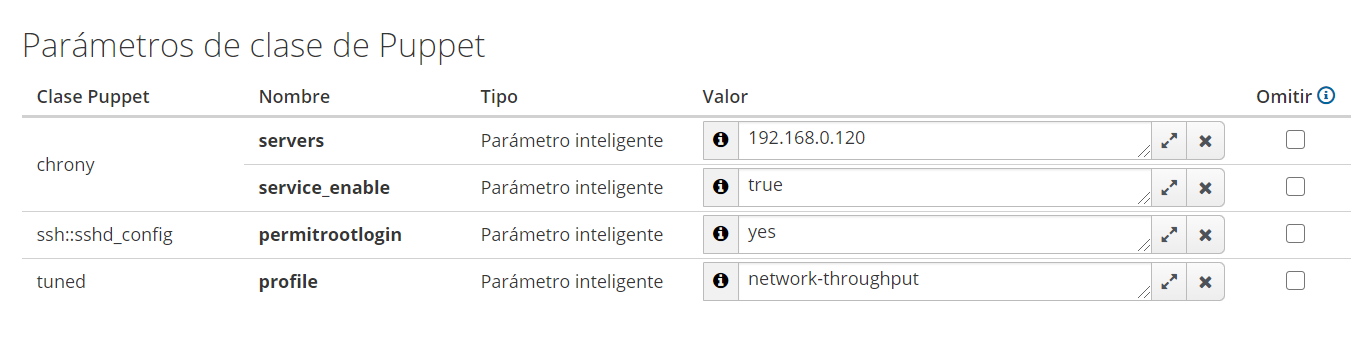 Parámetros de clase de Puppet
Clase Puppet Nombre Tipo Valor Omitir
chrony servers Parámetro inteligente 192.168.0.120
service_enable Parámetro inteligente true
ssh::sshd_config permitrootlogin Parámetro inteligente yes
tuned profile Parámetro inteligente network-throughput